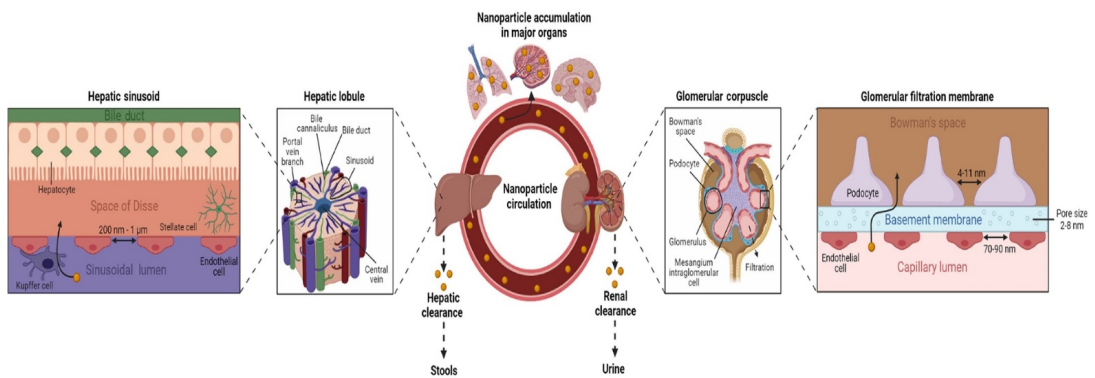 Nanoparticle accumulation
in major organs
Hepatic sinusoid
Bile duct
Hepatocyte
Space of Disse
Stellate cell
200 nm - 1 µm
Sinusoidal lumen
Endothelial
cell
Kupffer cell
Hepatic lobule
Bile
cannaliculus
Bile duct
Portal
vein
branch
Sinusoid
Central
vein
Nanoparticle
circulation
Hepatic
clearance
Stools
Renal
clearance
Urine
Glomerular corpuscle
Bowman's
space
Podocyte
Glomerulus
Mesangium
intraglomerular
cell
Filtration
Glomerular filtration membrane
Bowman's space
4-11 nm
Podocyte
Basement membrane
Pore size
2-8 nm
Endothelial
cell
70-90 nm
Capillary lumen